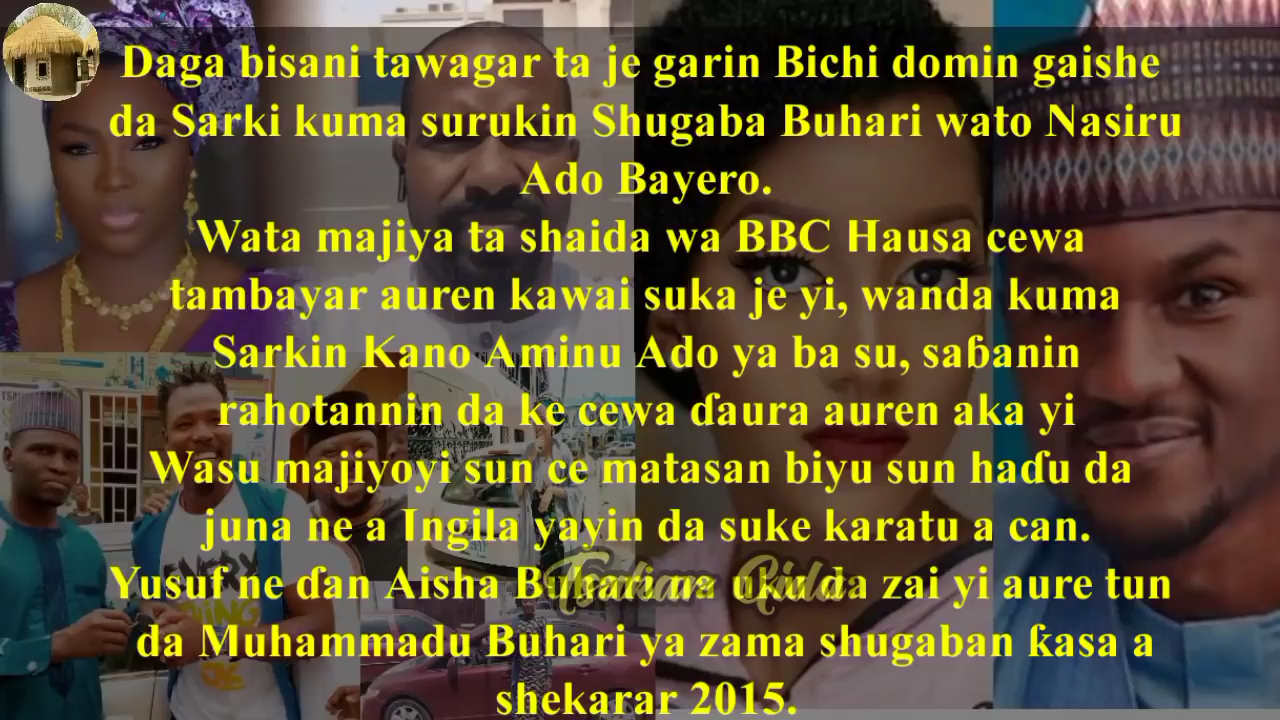 Daga bisani tawagar ta je garin Bichi domin gaishe
da Sarki kuma surukin Shugaba Buhari wato Nasiru
Ado Bayero.
Wata majiya ta shaida wa BBC Hausa cewa
tambayar auren kawai suka je yi, wanda kuma
Sarkin Kano Aminu Ado ya ba su, saɓanin
rahotannin da ke cewa ɗaura auren aka yi
Wasu majiyoyi sun ce matasan biyu sun haɗu da
juna ne a Ingila yayin da suke karatu a can.
Yusuf ne ɗan Aisha Buhari na uku da zai yi aure tun
da Muhammadu Buhari ya zama shugaban ƙasa a
shekarar 2015.
Tsakar Gida